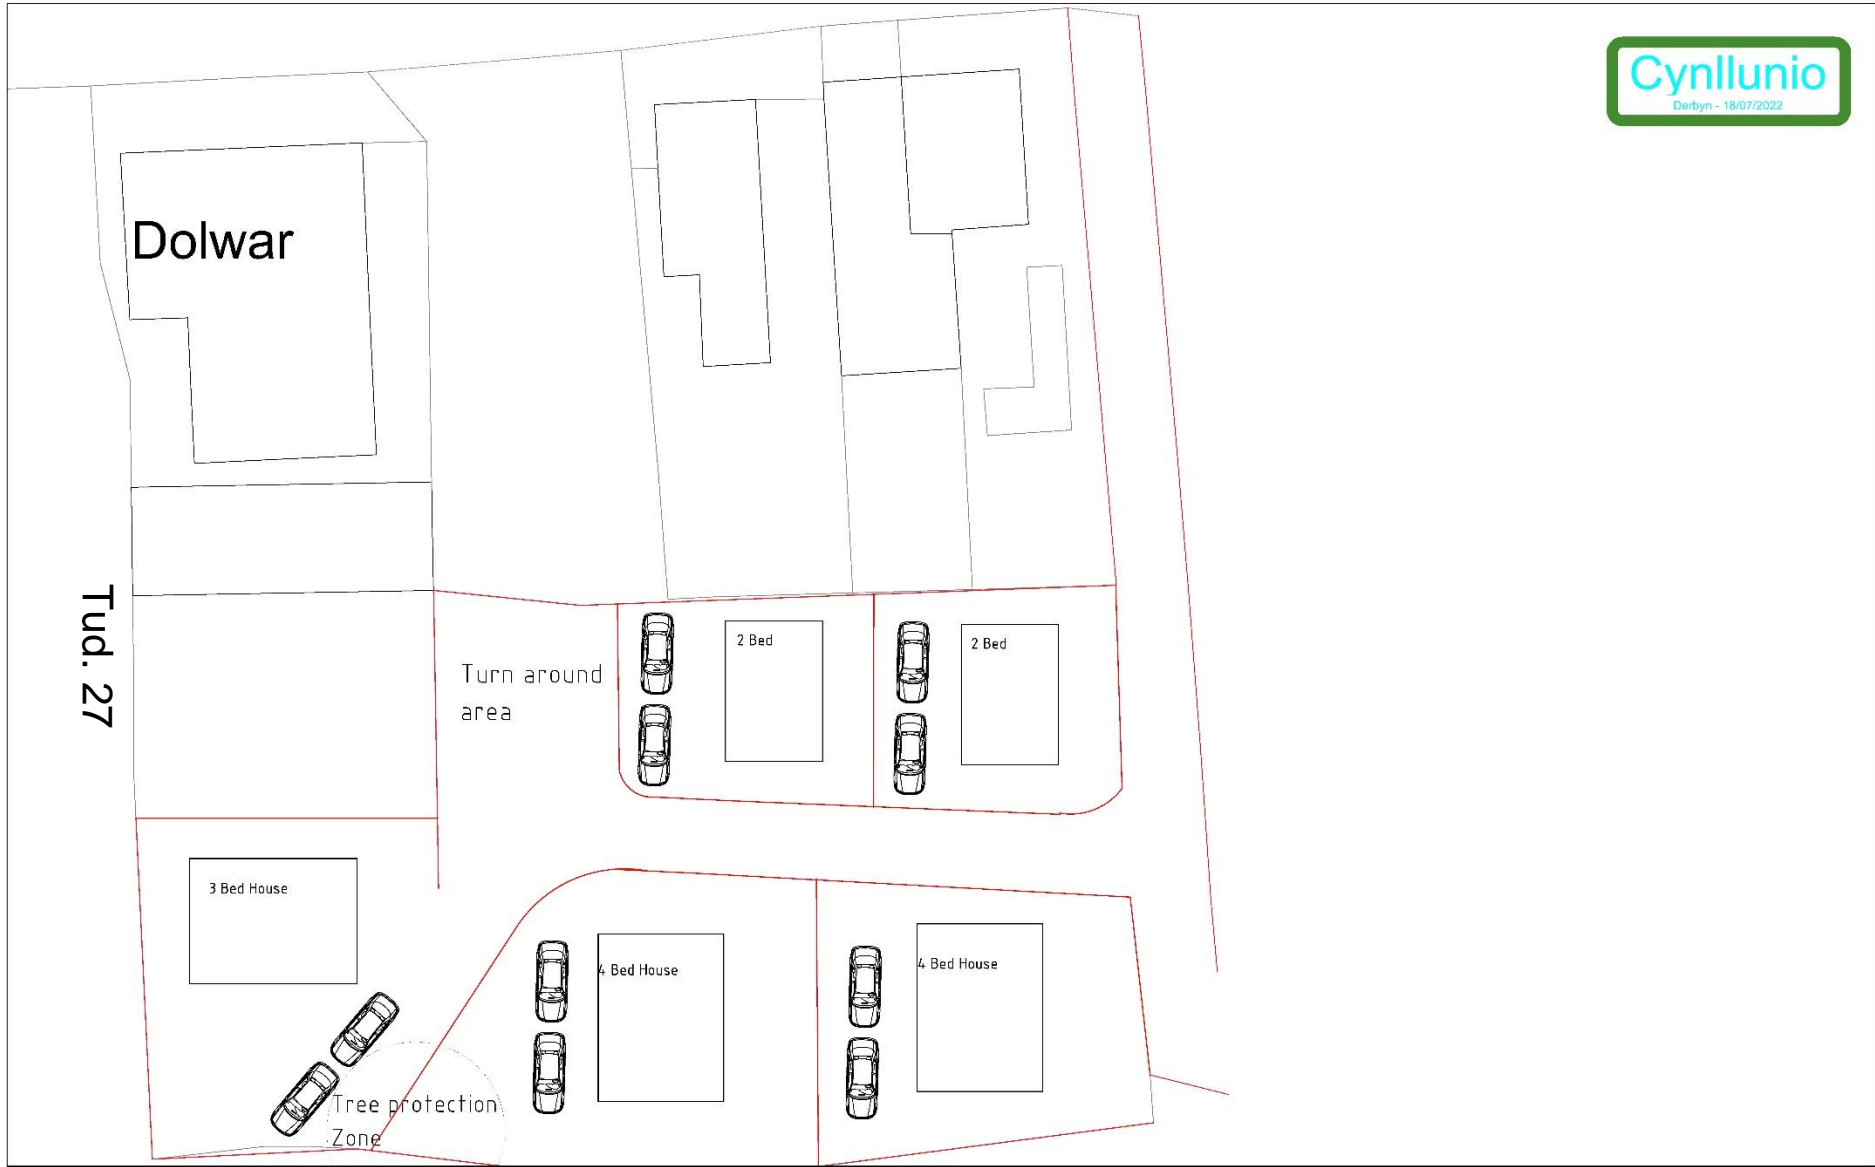 Cynllunio
Derbyn - 18/07/2022
Dolwar
Tud. 27
Turn around
area
2 Bed
2 Bed
3 Bed House
4 Bed House
4 Bed House
Tree protection
Zone